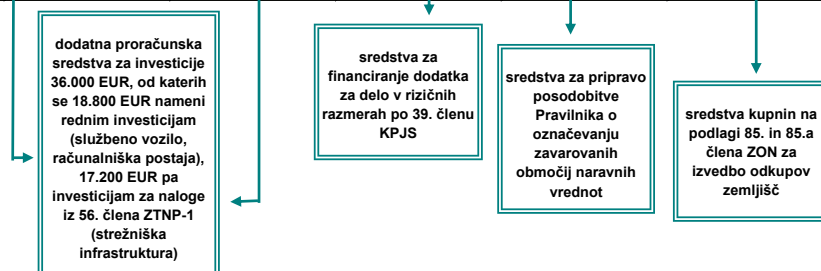 dodatna proračunska
sredstva za investicije
36.000 EUR, od katerih
se 18.800 EUR nameni
rednim investicijam
(službeno vozilo,
računalniška postaja),
17.200 EUR pa
investicijam za naloge
iz 56. člena ZTNP-1
(strežniška
infrastruktura)
sredstva za
financiranje dodatka
za delo v rizičnih
razmerah po 39. členu
KPJS
sredstva za pripravo
posodobitve
Pravilnika o
označevanju
zavarovanih
območij naravnih
vrednot
sredstva kupnin na
podlagi 85. in 85.a
člena ZON za
izvedbo odkupov
zemljišč